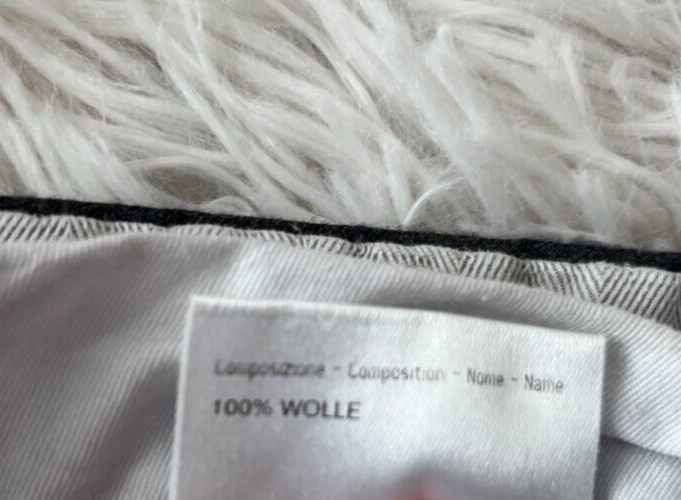 Composizione - Composition - Nome - Name
100% WOLLE